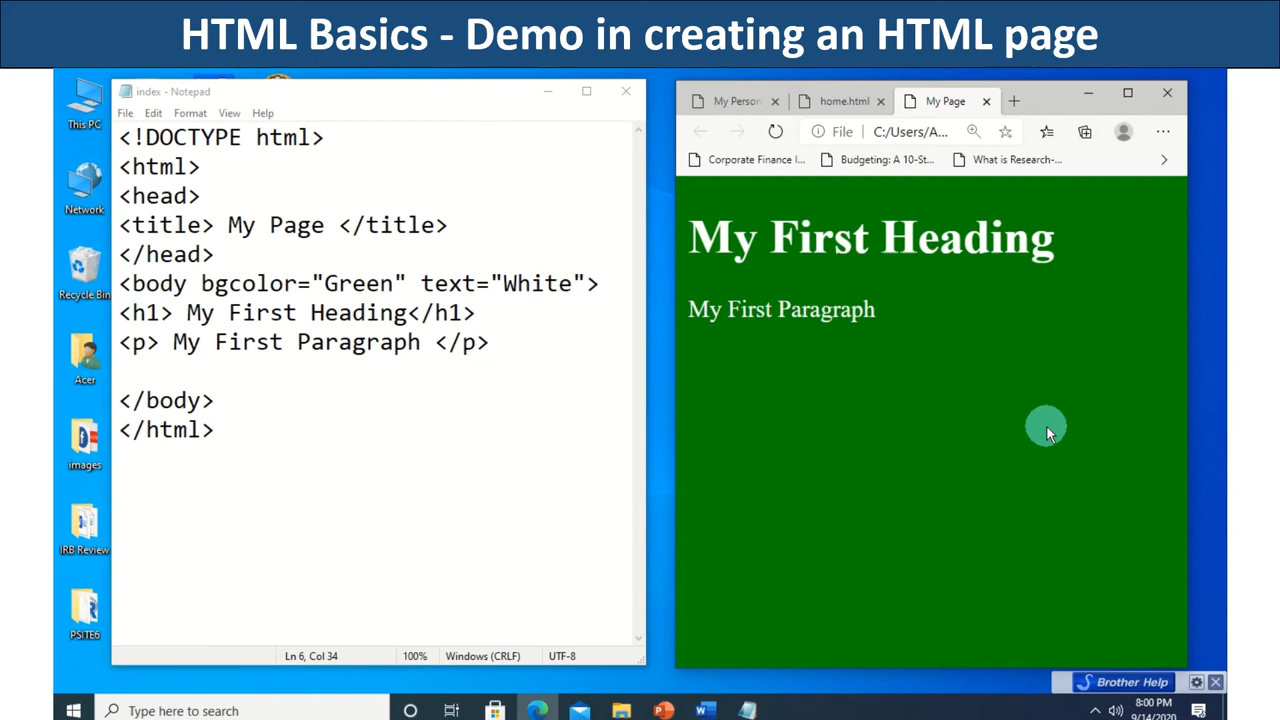 HTML Basics - Demo in creating an HTML page
This PC
Network
Recycle Bin
Acer
images
IRB Review
PSITE6
index - Notepad
File Edit Format View Help
<!DOCTYPE html>
<html>
<head>
<title> My Page </title>
</head>
<body bgcolor="Green" text="White">
<h1> My First Heading</h1>
<p> My First Paragraph </p>
</body>
</html>
Ln 6, Col 34 100% Windows (CRLF) UTF-8
My Person home.html My Page
File C:/Users/A...
Corporate Finance I... Budgeting: A 10-St... What is Research-...
My First Heading
My First Paragraph
Brother Help
Type here to search
8:00 PM
9/14/2020